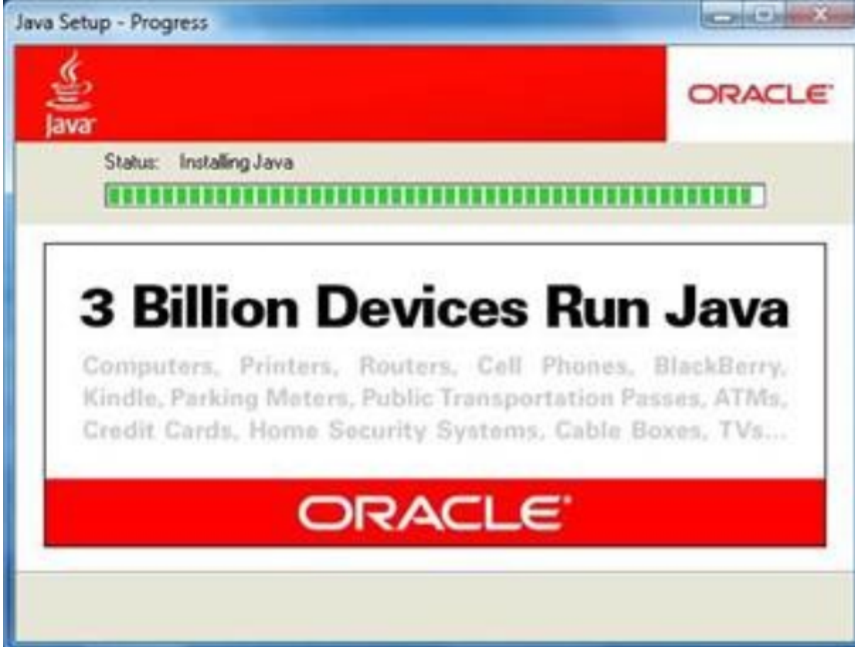 Java Setup - Progress
Java
ORACLE
Status: Installing Java
3 Billion Devices Run Java
Computers, Printers, Routers, Cell Phones, BlackBerry,
Kindle, Parking Meters, Public Transportation Passes, ATMs,
Credit Cards, Home Security Systems, Cable Boxes, TVs...
ORACLE